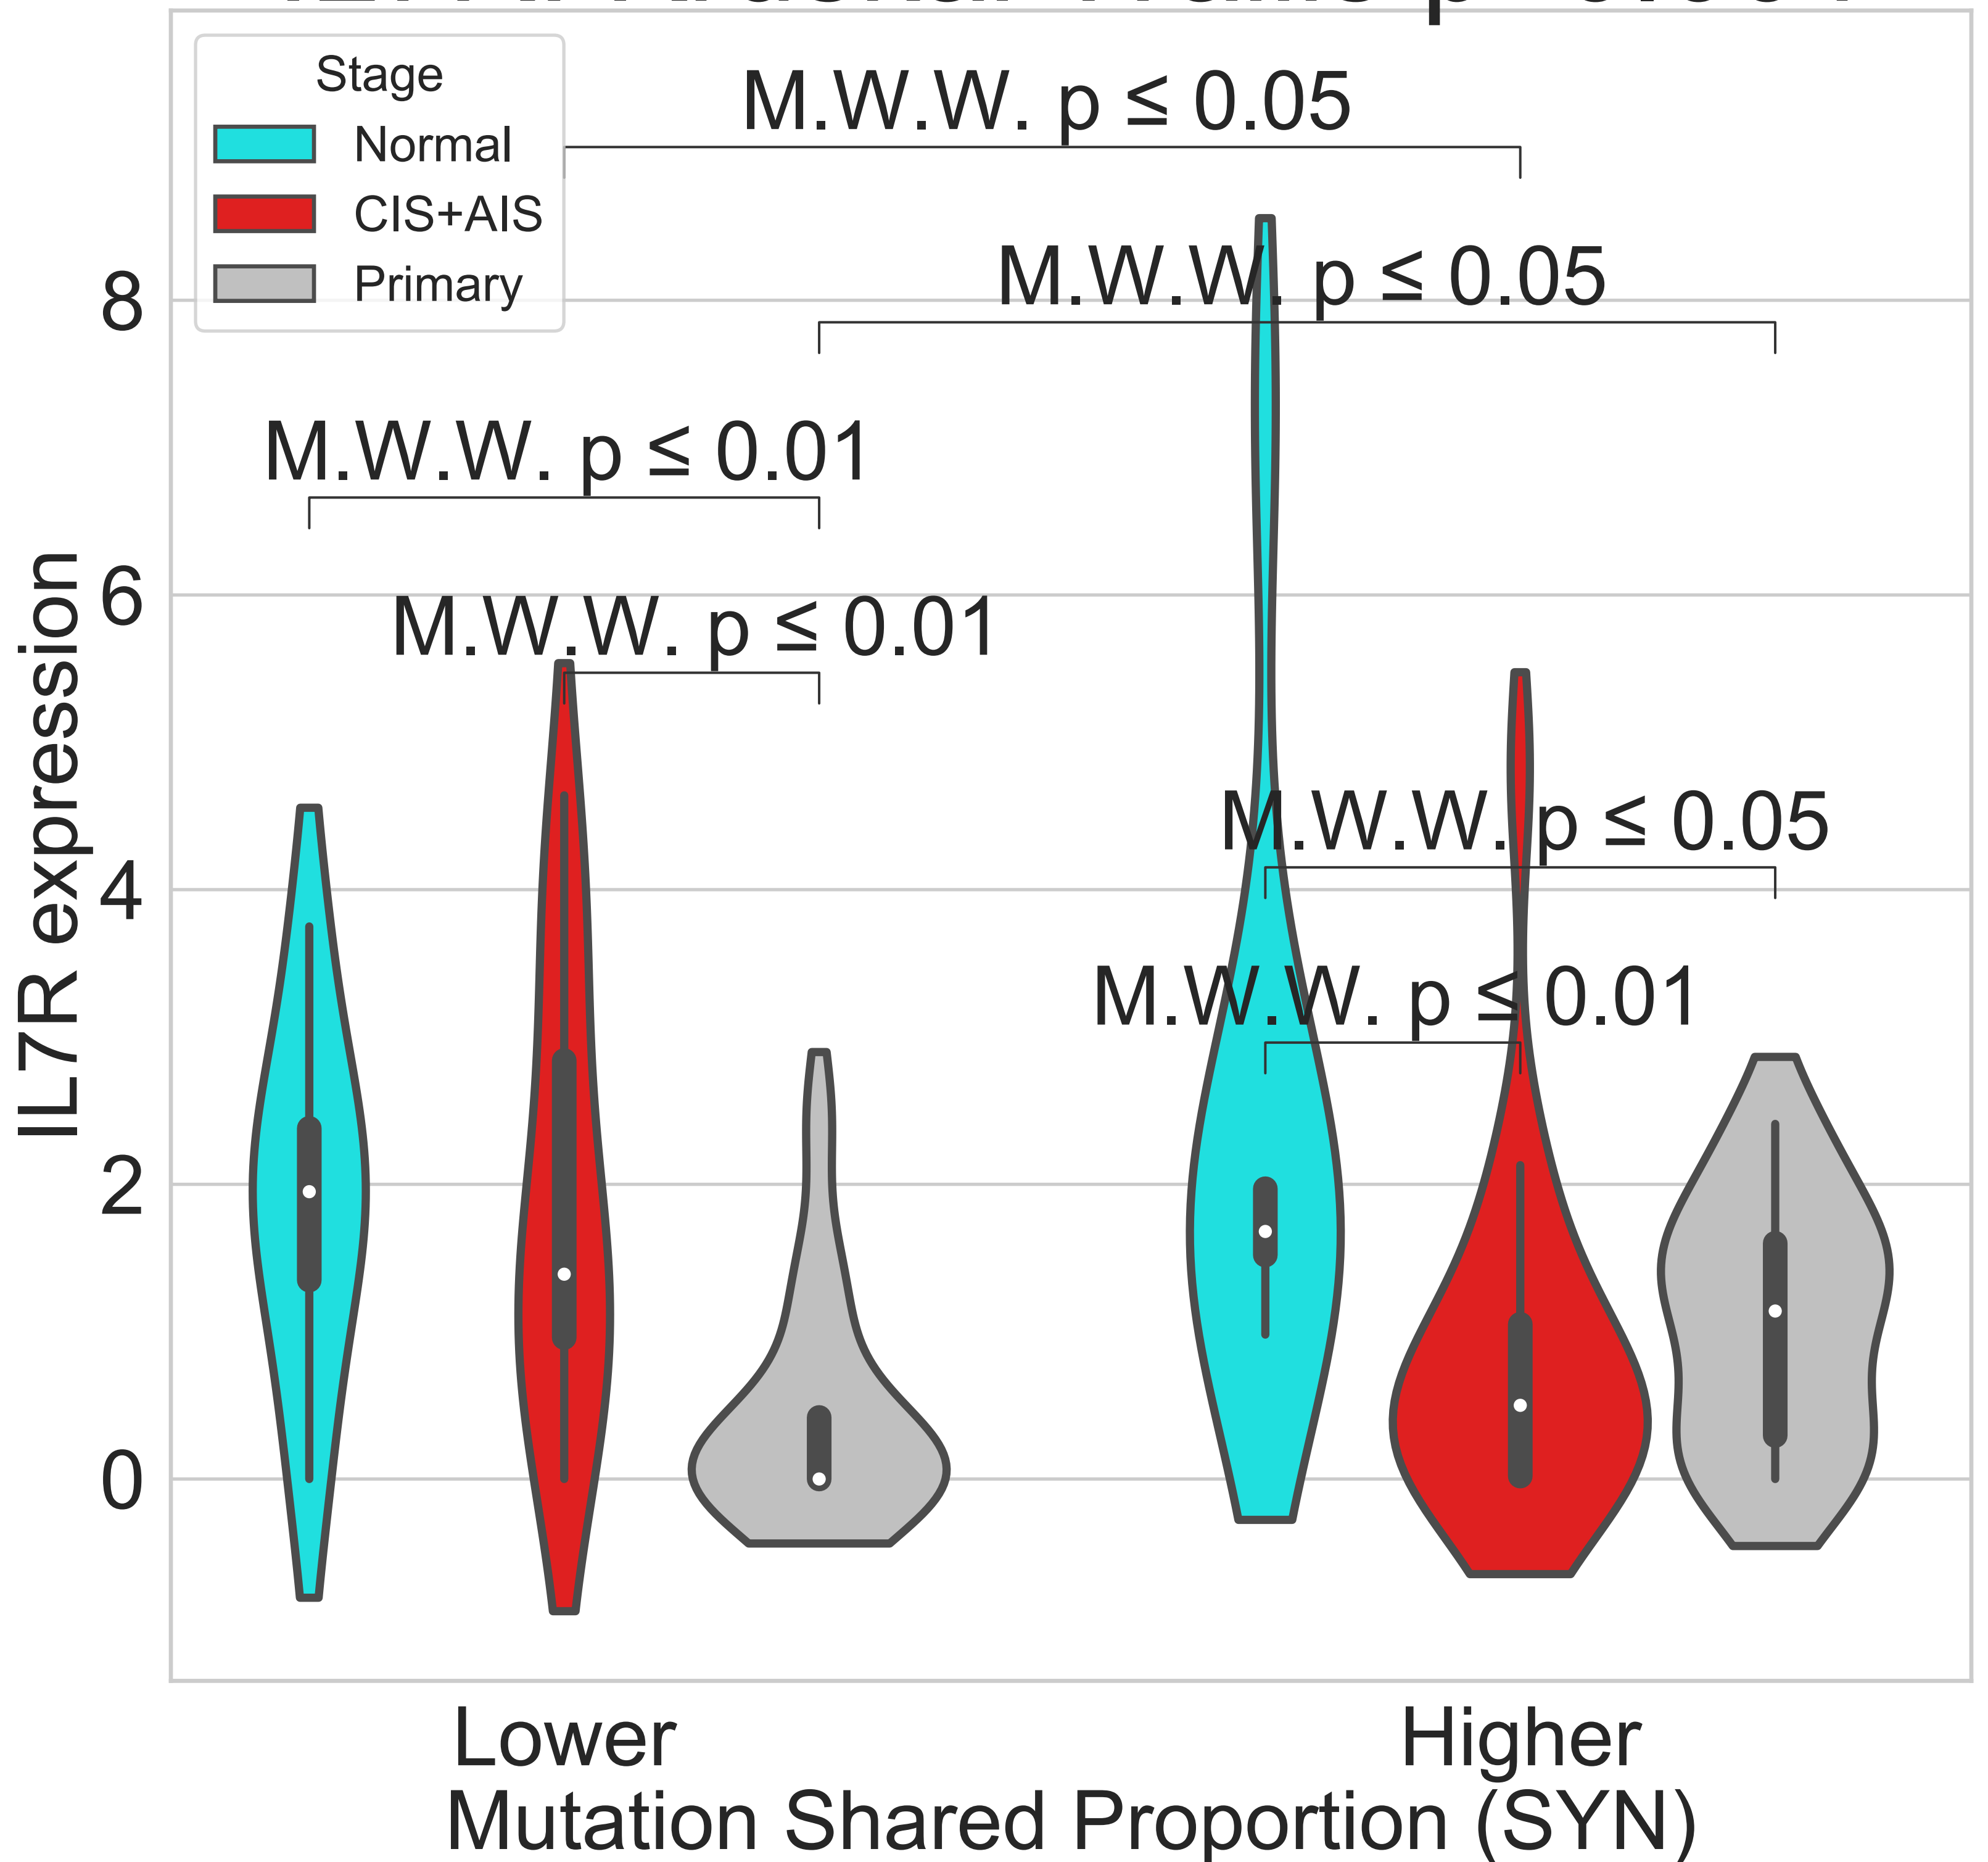 Stage
Normal
CIS+AIS
Primary
M.W.W. p ≤ 0.05
M.W.W. p ≤ 0.05
M.W.W. p ≤ 0.01
M.W.W. p ≤ 0.01
M.W.W. p ≤ 0.05
M.W.W. p ≤ 0.01
IL7R expression
8
6
4
2
0
Lower
Higher
Mutation Shared Proportion (SYN)